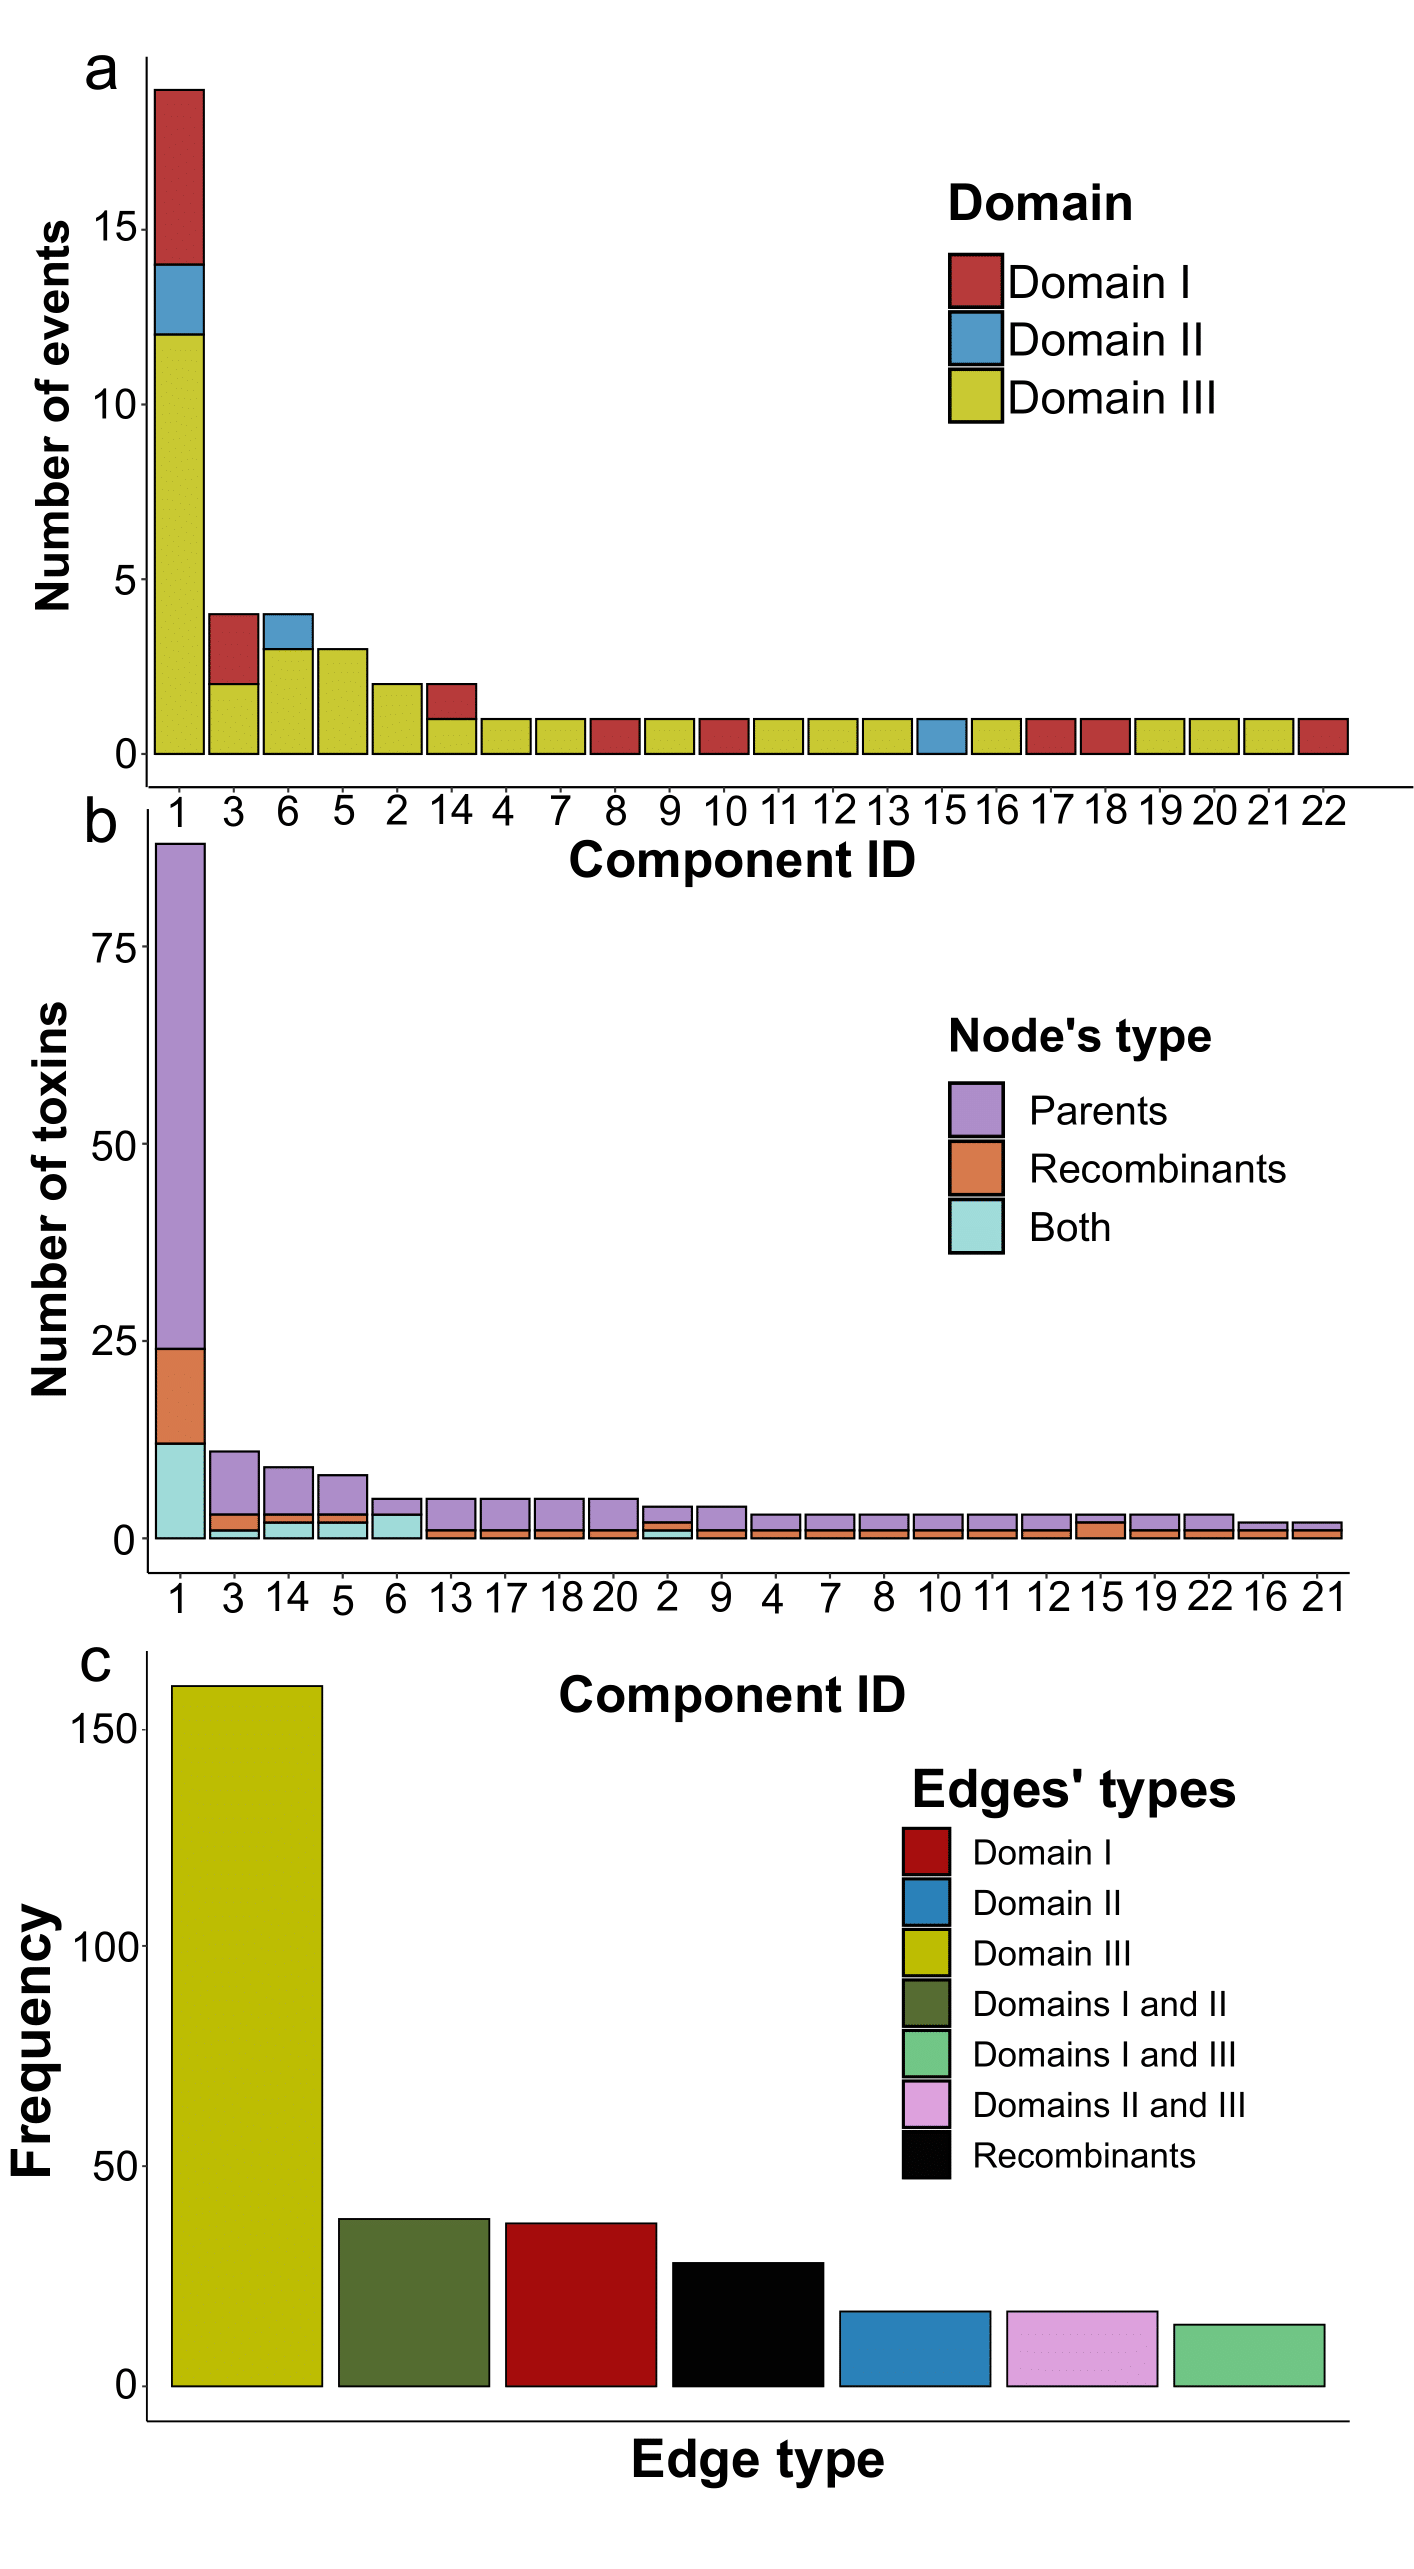 a
Number of events
15
10
5
0
Domain
Domain I
Domain II
Domain III
1 3 6 5 2 14 4 7 8 9 10 11 12 13 15 16 17 18 19 20 21 22
Component ID
b
Number of toxins
75
50
25
0
Node's type
Parents
Recombinants
Both
1 3 14 5 6 13 17 18 20 2 9 4 7 8 10 11 12 15 19 22 16 21
Component ID
c
Frequency
150
100
50
0
Edges' types
Domain I
Domain II
Domain III
Domains I and II
Domains I and III
Domains II and III
Recombinants
Edge type